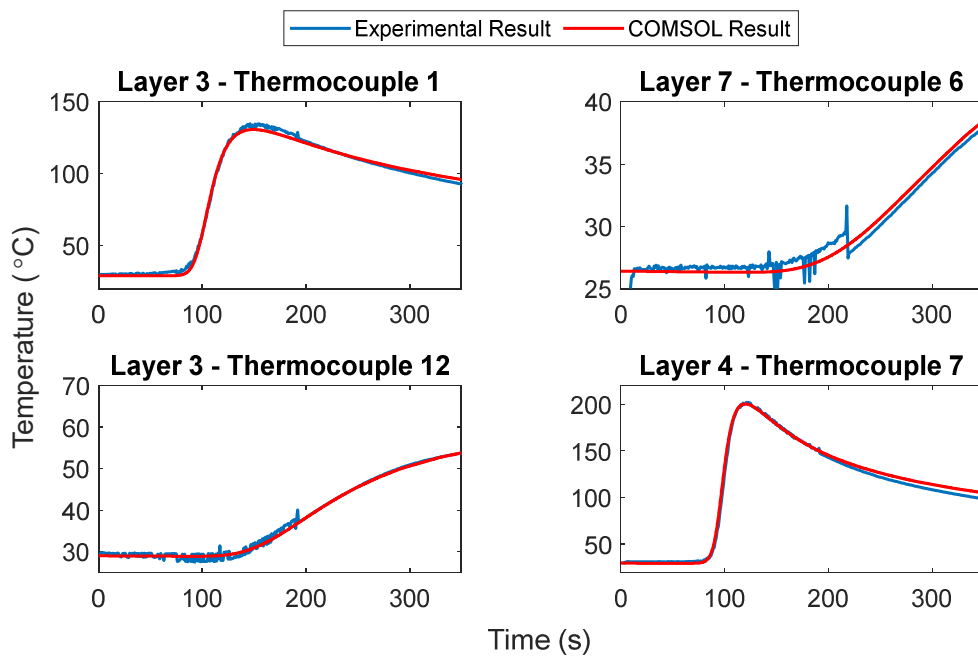 Experimental Result COMSOL Result
Layer 3 - Thermocouple 1
150
100
50
0 100 200 300
Layer 7 - Thermocouple 6
40
35
30
25
0 100 200 300
Layer 3 - Thermocouple 12
70
60
50
40
30
0 100 200 300
Layer 4 - Thermocouple 7
200
150
100
50
0 100 200 300
Temperature ( °C)
Time (s)